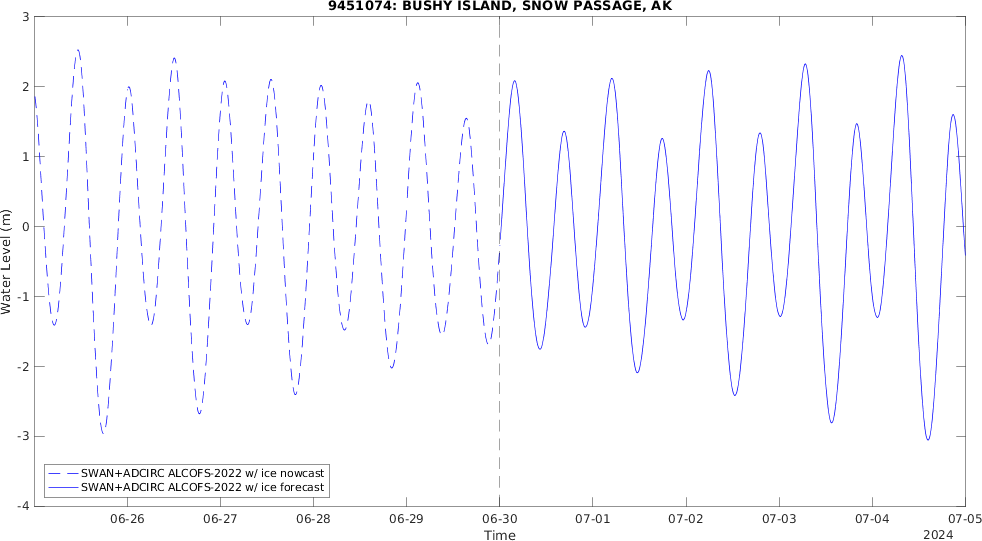 9451074: BUSHY ISLAND, SNOW PASSAGE, AK
3
2
1
0
-1
-2
-3
-4
Water Level (m)
SWAN+ADCIRC ALCOFS-2022 w/ ice nowcast
SWAN+ADCIRC ALCOFS-2022 w/ ice forecast
06-26 06-27 06-28 06-29 06-30 07-01 07-02 07-03 07-04 07-05
Time
2024